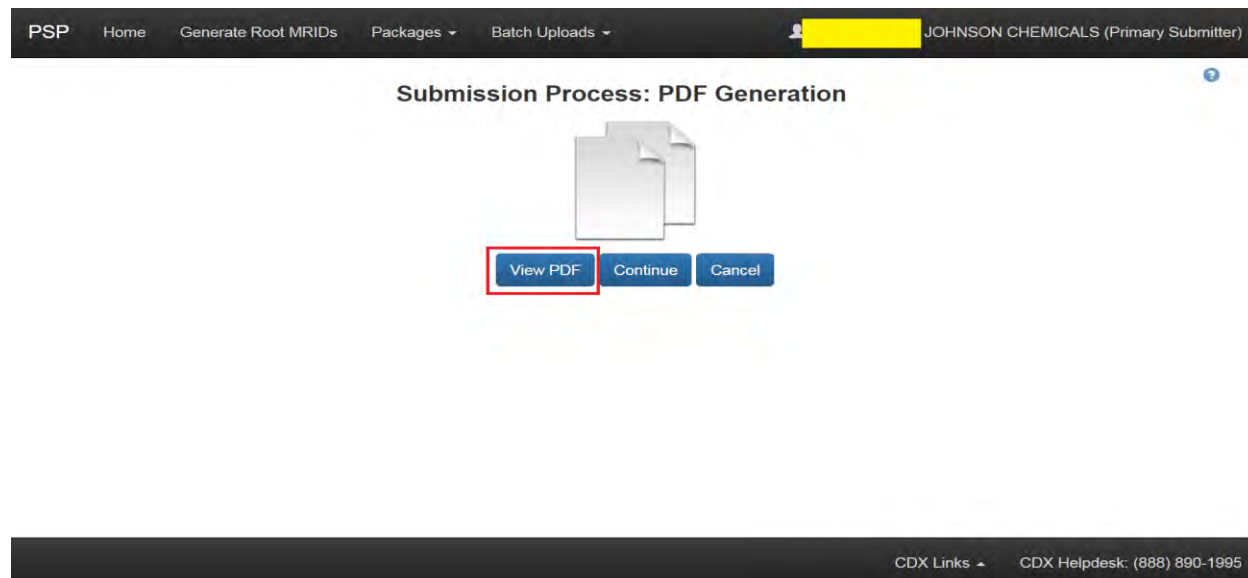 PSP Home Generate Root MRIDs Packages Batch Uploads JOHNSON CHEMICALS (Primary Submitter)
?
Submission Process: PDF Generation
View PDF Continue Cancel
CDX Links CDX Helpdesk: (888) 890-1995